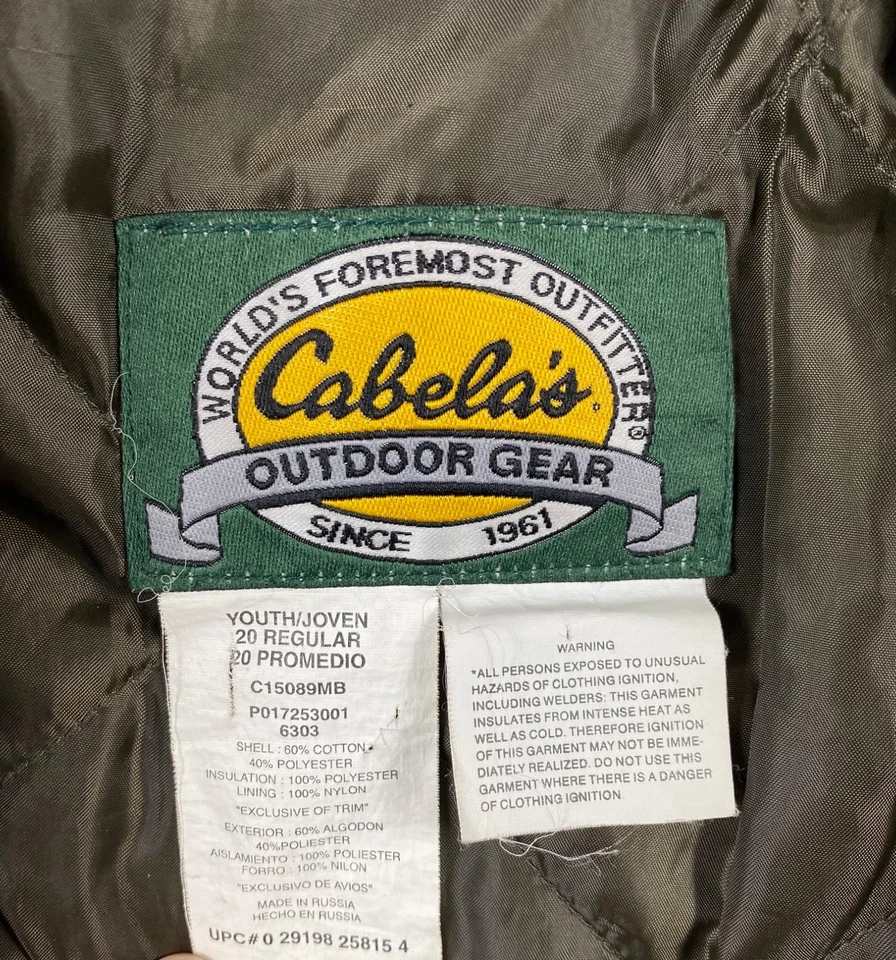 WORLD'S FOREMOST OUTFITTER®
Cabela's.
OUTDOOR GEAR
SINCE 1961
YOUTH/JOVEN
20 REGULAR
20 PROMEDIO
C15089MB
P017253001
6303
SHELL : 60% COTTON
40% POLYESTER
INSULATION : 100% POLYESTER
LINING : 100% NYLON
"EXCLUSIVE OF TRIM"
EXTERIOR : 60% ALGODON
40%POLIESTER
AISLAMIENTO : 100% POLIESTER
FORRO : 100% NILON
"EXCLUSIVO DE AVIOS"
MADE IN RUSSIA
HECHO EN RUSSIA
UPC# 0 29198 25815 4
WARNING
"ALL PERSONS EXPOSED TO UNUSUAL
HAZARDS OF CLOTHING IGNITION,
INCLUDING WELDERS: THIS GARMENT
INSULATES FROM INTENSE HEAT AS
WELL AS COLD. THEREFORE IGNITION
OF THIS GARMENT MAY NOT BE IMME-
DIATELY REALIZED. DO NOT USE THIS
GARMENT WHERE THERE IS A DANGER
OF CLOTHING IGNITION.